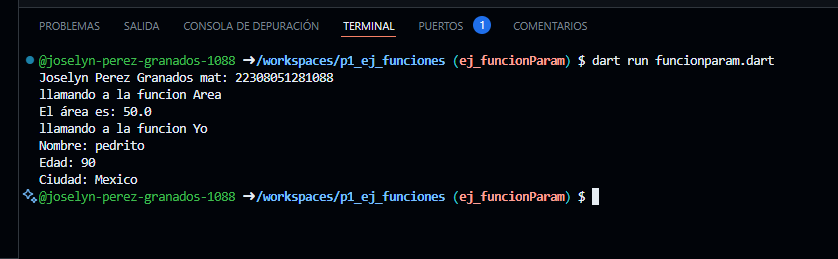 PROBLEMAS SALIDA CONSOLA DE DEPURACIÓN TERMINAL PUERTOS 1 COMENTARIOS
@joselyn-perez-granados-1088 ➜/workspaces/p1_ej_funciones (ej_funcionParam) $ dart run funcionparam.dart
Joselyn Perez Granados mat: 22308051281088
llamando a la funcion Area
El área es: 50.0
llamando a la funcion Yo
Nombre: pedrito
Edad: 90
Ciudad: Mexico
@joselyn-perez-granados-1088 ➜/workspaces/p1_ej_funciones (ej_funcionParam) $